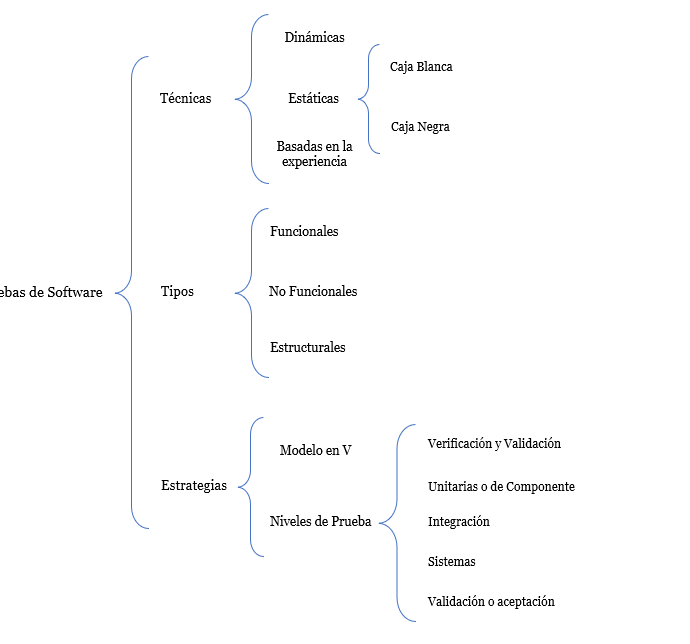 ebas de Software
Técnicas
Dinámicas
Estáticas
Caja Blanca
Caja Negra
Basadas en la
experiencia
Tipos
Funcionales
No Funcionales
Estructurales
Estrategias
Modelo en V
Niveles de Prueba
Verificación y Validación
Unitarias o de Componente
Integración
Sistemas
Validación o aceptación